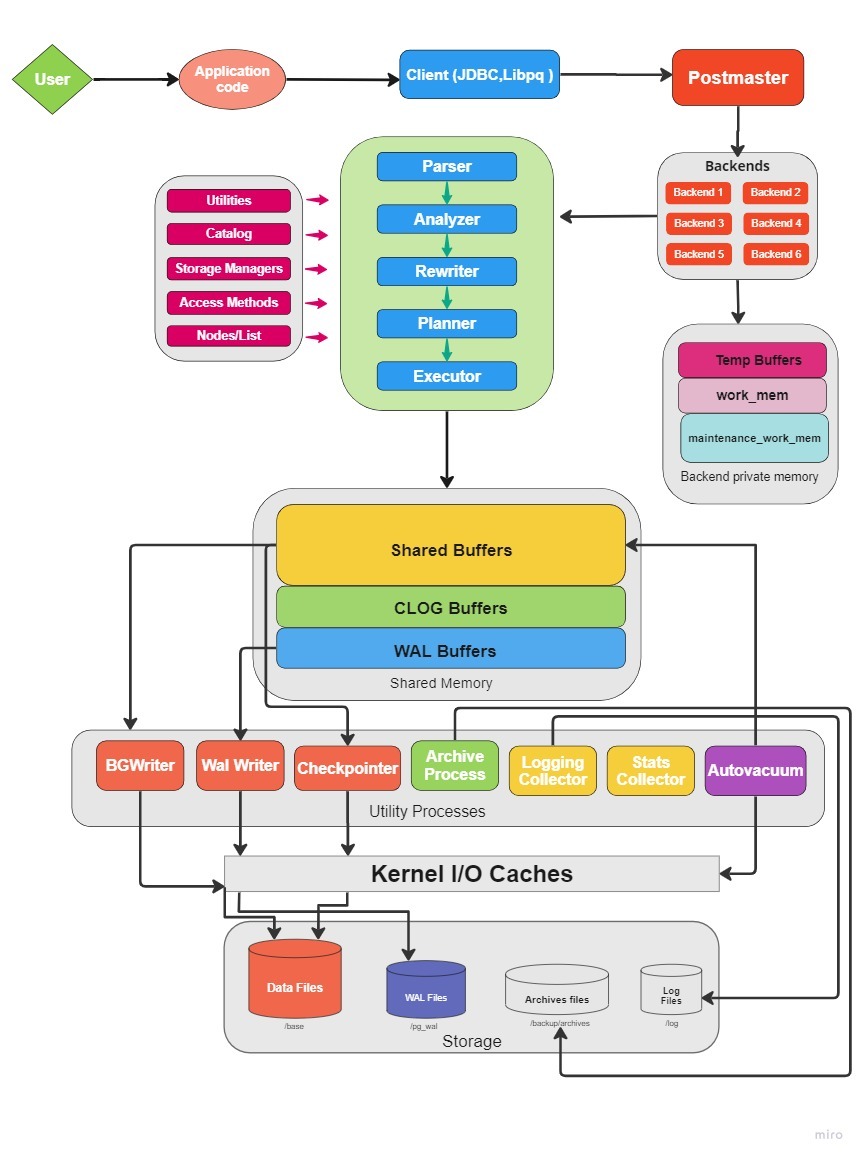 User
Application
code
Client (JDBC,Libpq )
Postmaster
Backends
Backend 1
Backend 2
Backend 3
Backend 4
Backend 5
Backend 6
Parser
Analyzer
Rewriter
Planner
Executor
Utilities
Catalog
Storage Managers
Access Methods
Nodes/List
Temp Buffers
work_mem
maintenance_work_mem
Backend private memory
Shared Buffers
CLOG Buffers
WAL Buffers
Shared Memory
BGWriter
Wal Writer
Checkpointer
Archive
Process
Logging
Collector
Stats
Collector
Autovacuum
Utility Processes
Kernel I/O Caches
Data Files
/base
WAL Files
/pg_wal
Archives files
/backup/archives
Log
Files
/log
Storage
miro